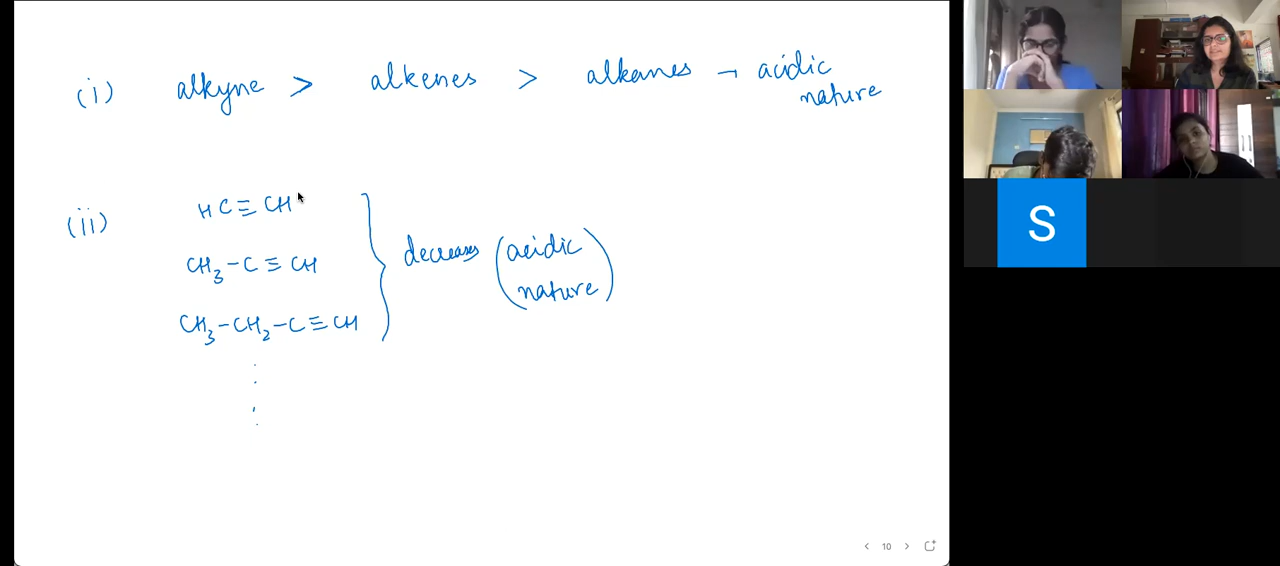 (i) alkyne > alkenes > alkanes → acidic
nature
(ii) HC≡CH
CH₃-C≡CH
CH₃-CH₂-C≡CH
decreases (acidic
nature)
S
< 10 >